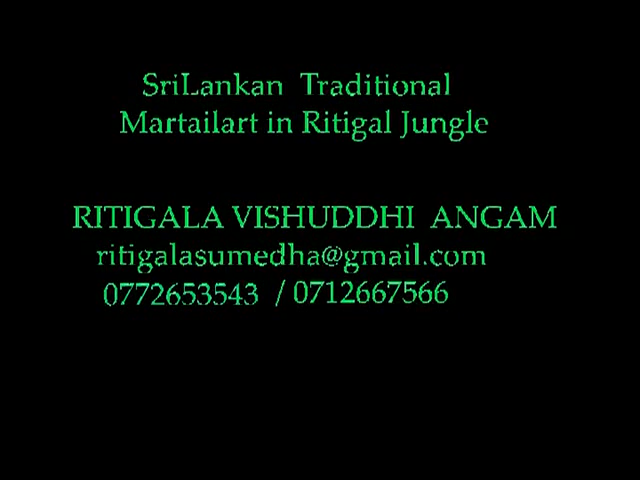 SriLankan Traditional
Martailart in Ritigal Jungle
RITIGALA VISHUDDHI ANGAM
ritigalasumedha@gmail.com
0772653543 / 0712667566